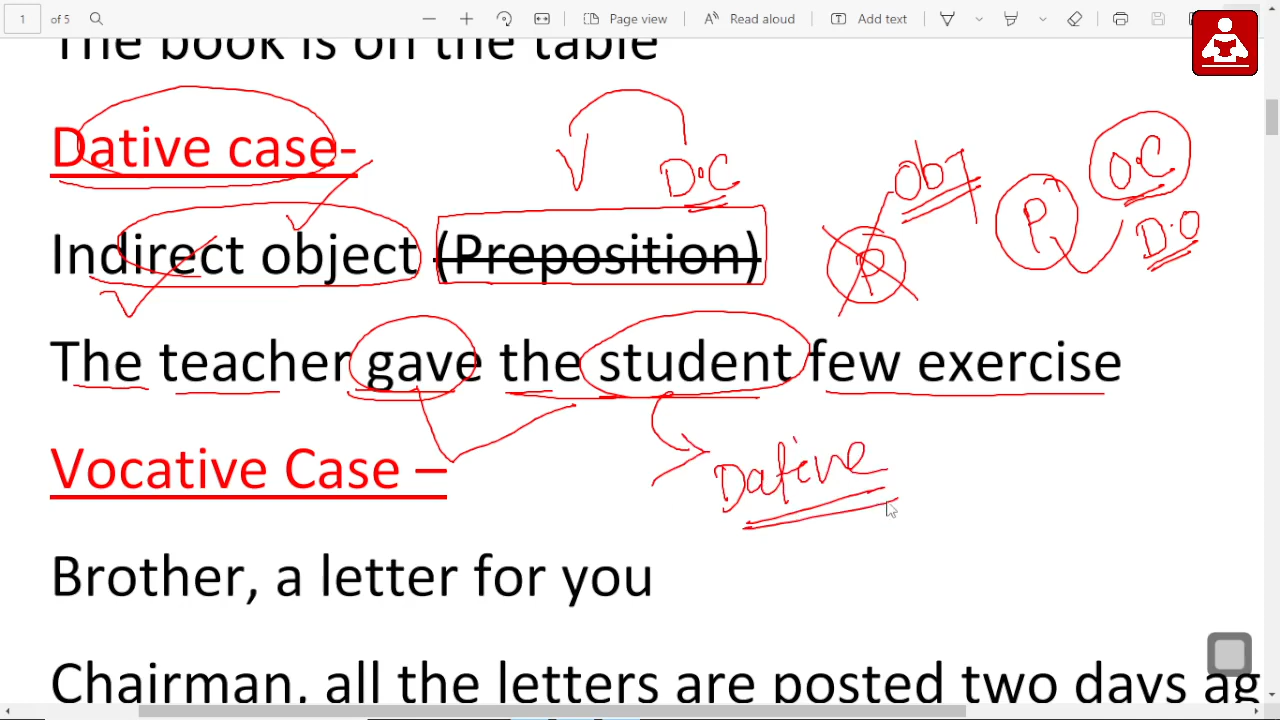 1 of 5 Page view Read aloud Add text
The book is on the table
Dative case-
D.C Obj O.C
P D.O
Indirect object (Preposition) P
The teacher gave the student few exercise
Dative
Vocative Case –
Brother, a letter for you
Chairman, all the letters are posted two days ag